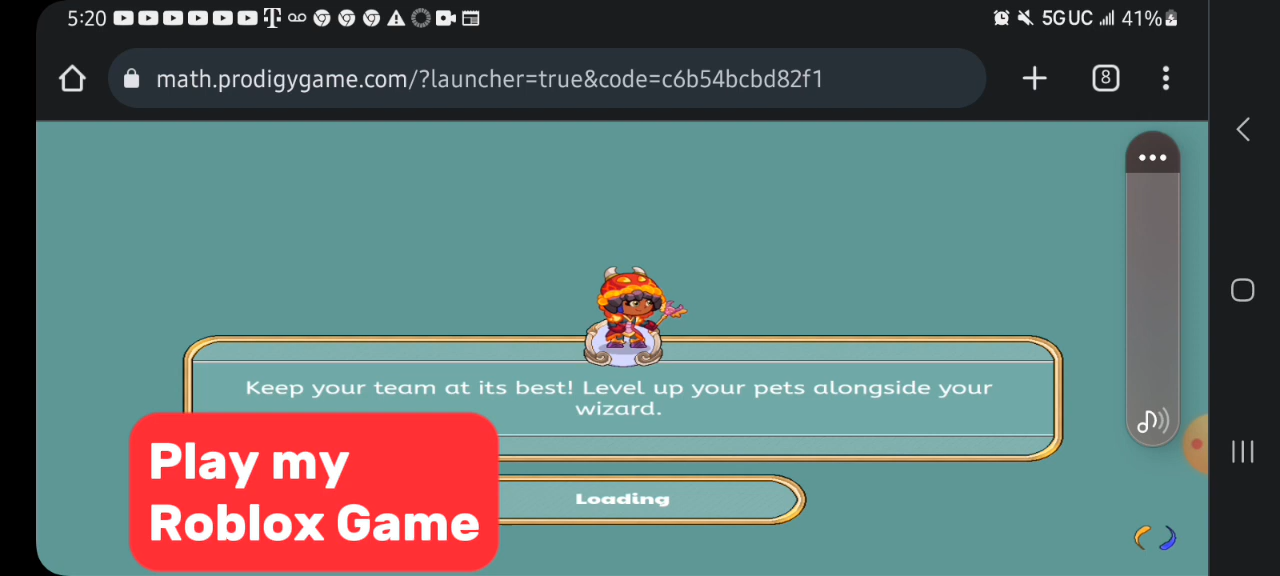 5:20
5G UC 41%
math.prodigygame.com/?launcher=true&code=c6b54bcbd82f1
8
Keep your team at its best! Level up your pets alongside your
wizard.
Play my
Roblox Game
Loading